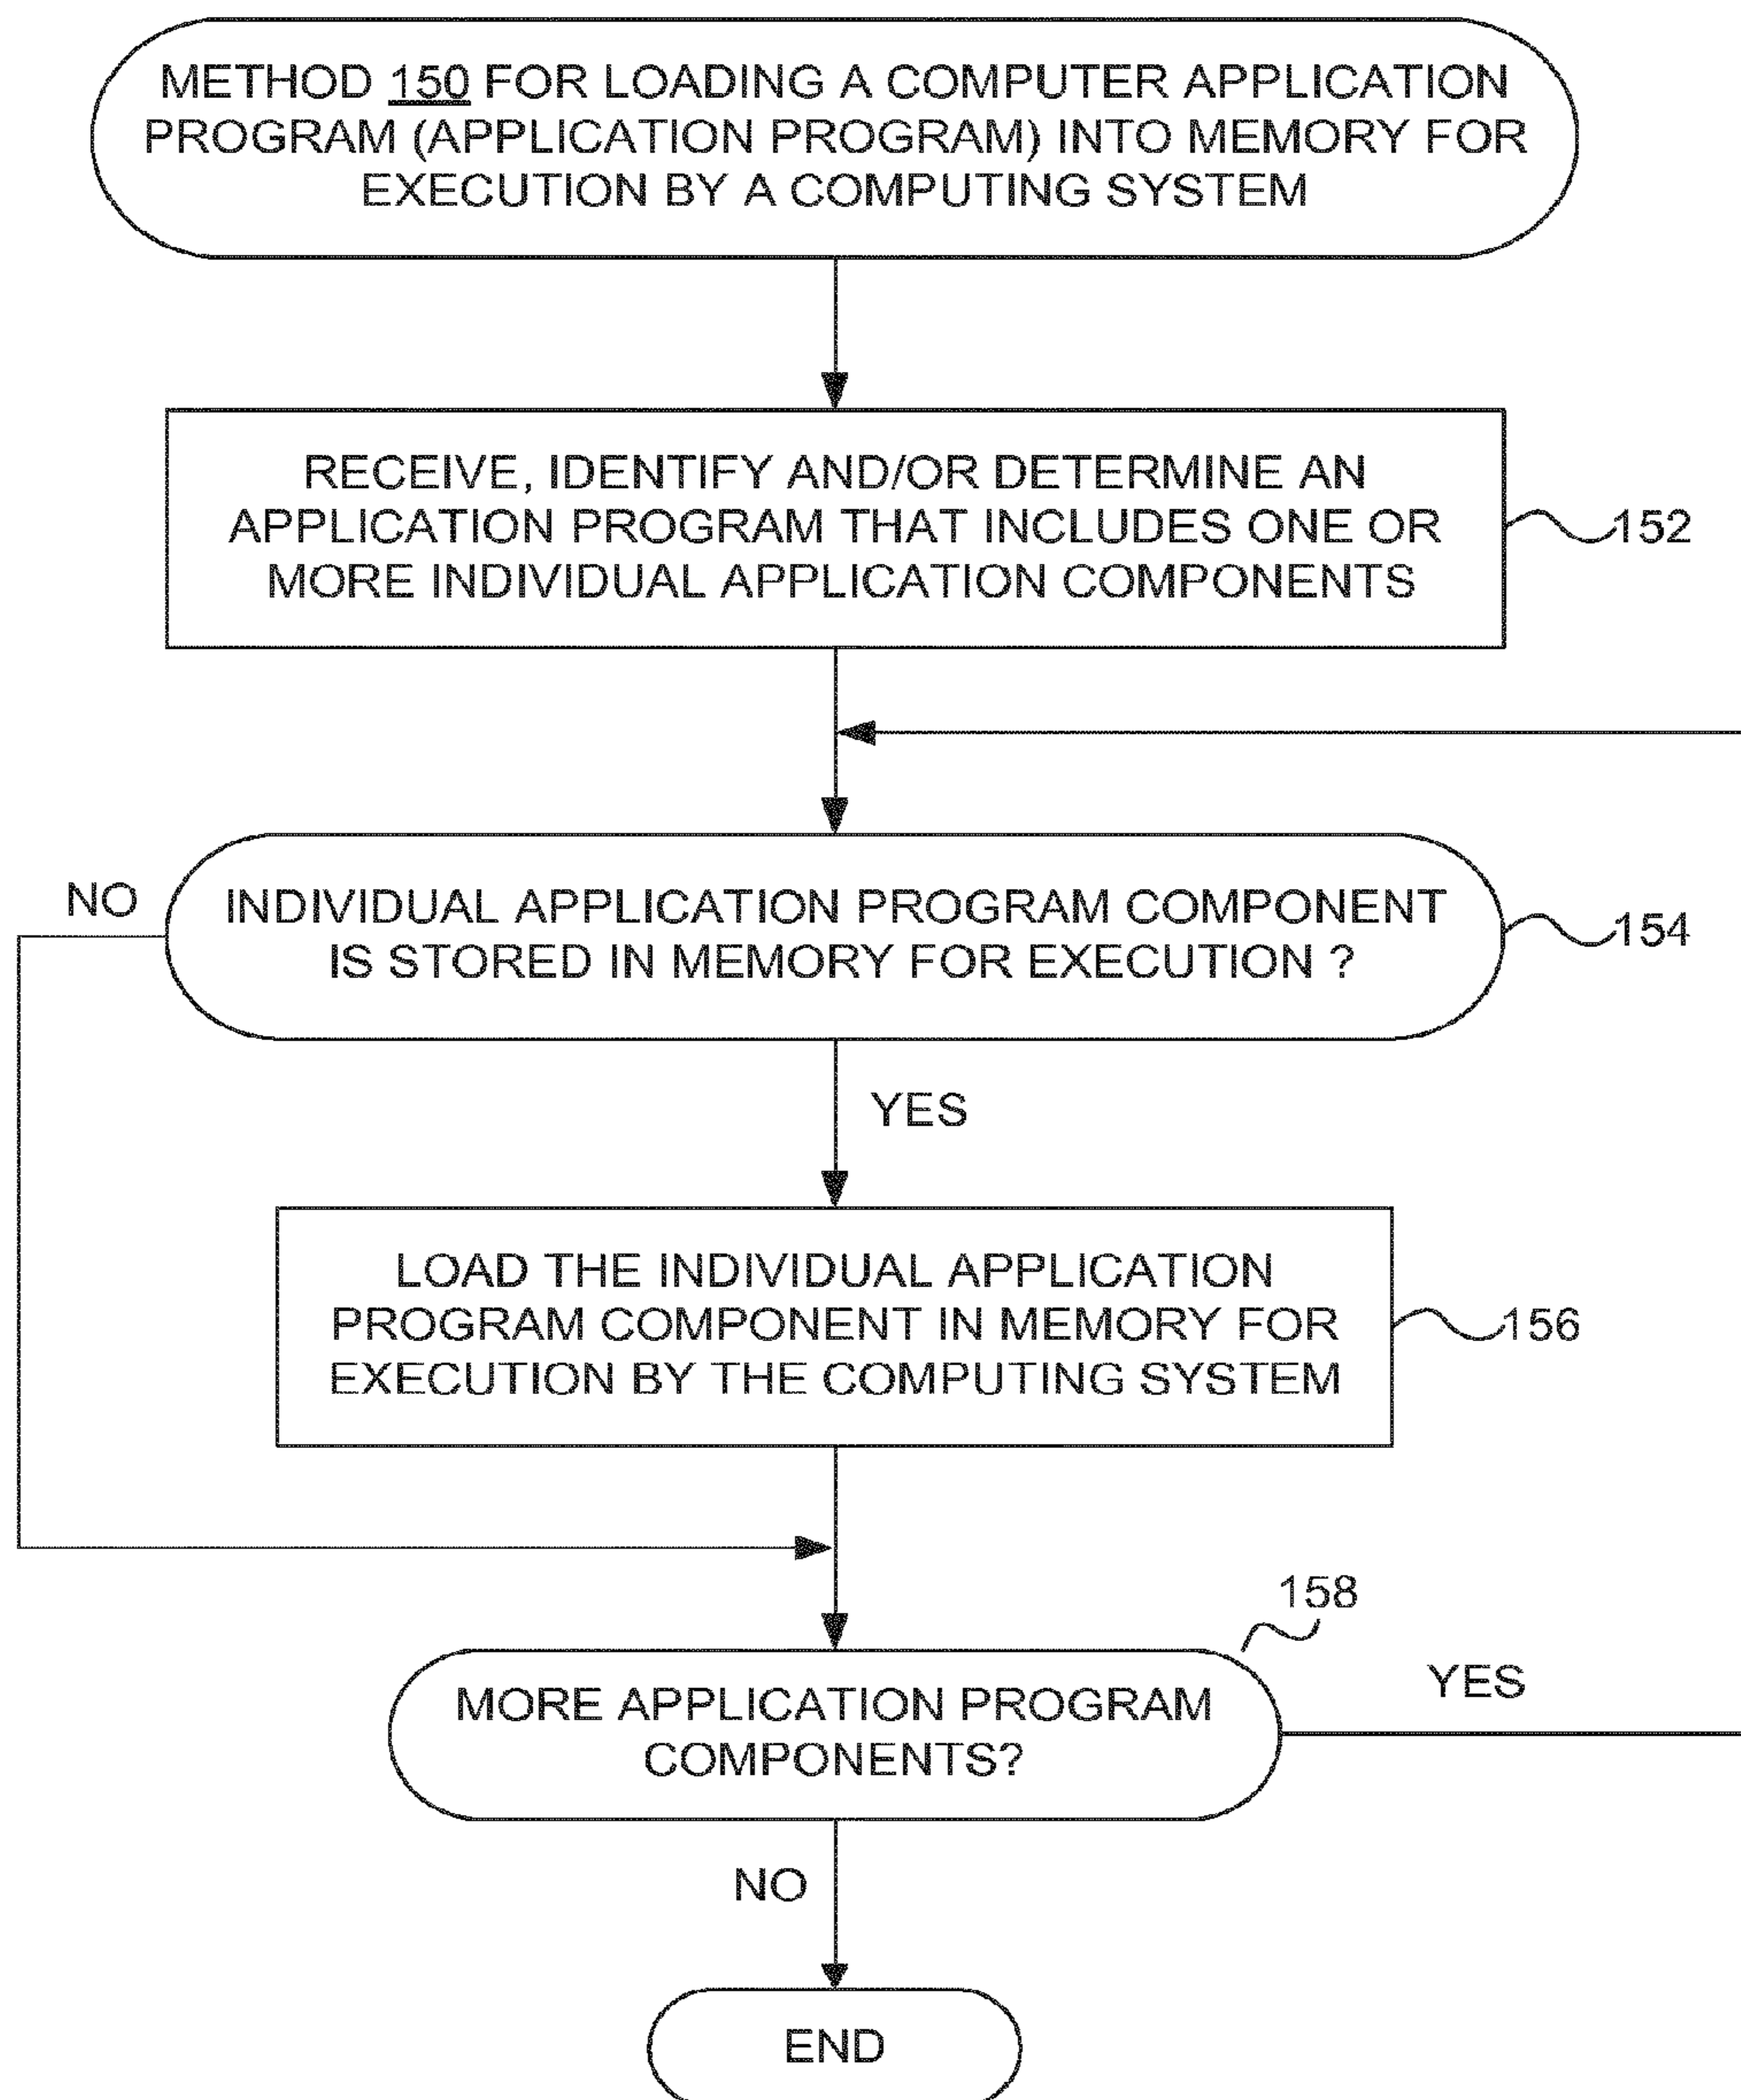 METHOD 150 FOR LOADING A COMPUTER APPLICATION
PROGRAM (APPLICATION PROGRAM) INTO MEMORY FOR
EXECUTION BY A COMPUTING SYSTEM
RECEIVE, IDENTIFY AND/OR DETERMINE AN
APPLICATION PROGRAM THAT INCLUDES ONE OR
MORE INDIVIDUAL APPLICATION COMPONENTS
152
NO
INDIVIDUAL APPLICATION PROGRAM COMPONENT
IS STORED IN MEMORY FOR EXECUTION ?
154
YES
LOAD THE INDIVIDUAL APPLICATION
PROGRAM COMPONENT IN MEMORY FOR
EXECUTION BY THE COMPUTING SYSTEM
156
158
MORE APPLICATION PROGRAM
COMPONENTS?
YES
NO
END